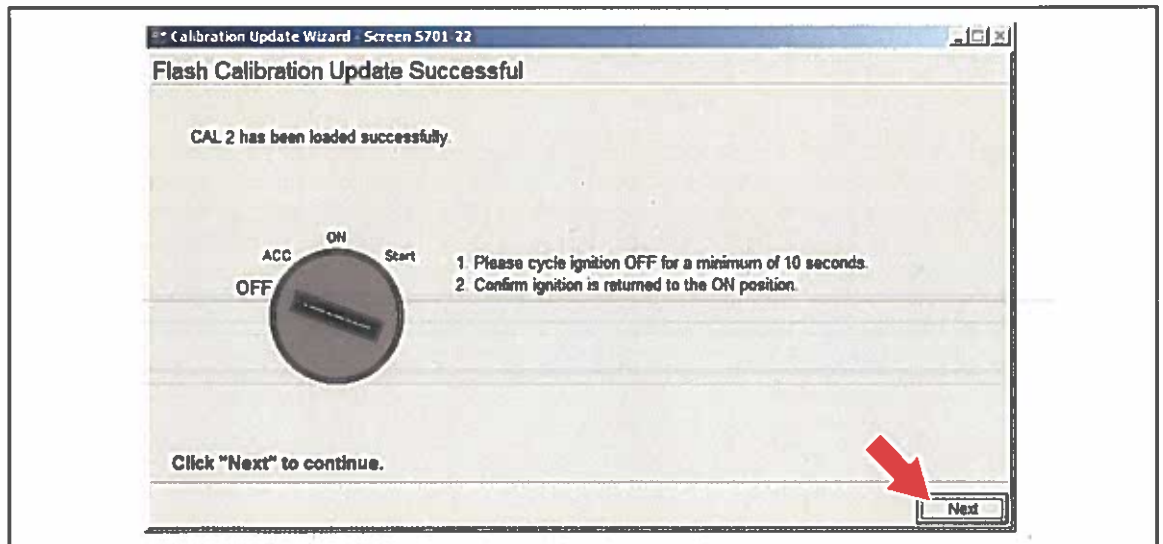 Calibration Update Wizard - Screen 5701-22
Flash Calibration Update Successful
CAL 2 has been loaded successfully.
ON
ACC
Start
OFF
1. Please cycle ignition OFF for a minimum of 10 seconds.
2. Confirm ignition is returned to the ON position.
Click "Next" to continue.
Next